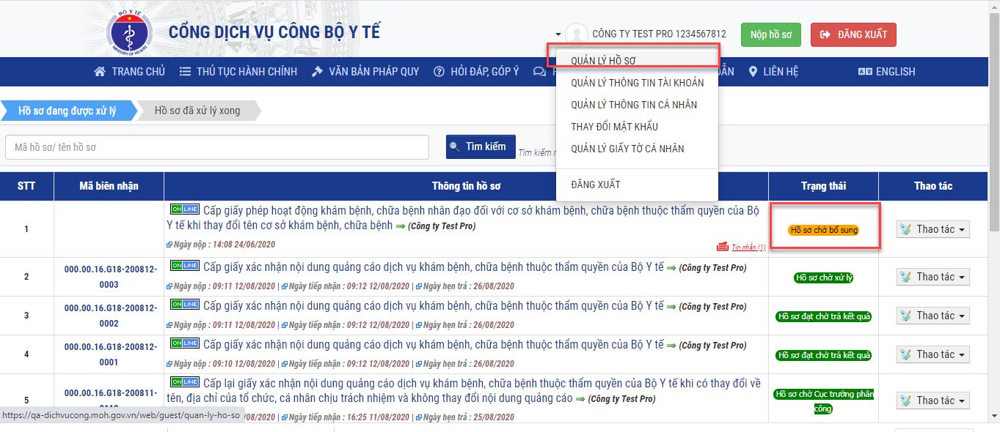 BỘ Y TẾ
MINISTRY OF HEALTH
CỔNG DỊCH VỤ CÔNG BỘ Y TẾ
CÔNG TY TEST PRO 1234567812
Nộp hồ sơ
ĐĂNG XUẤT
TRANG CHỦ
THỦ TỤC HÀNH CHÍNH
VĂN BẢN PHÁP QUY
HỎI ĐÁP, GÓP Ý
LIÊN HỆ
ENGLISH
QUẢN LÝ HỒ SƠ
QUẢN LÝ THÔNG TIN TÀI KHOẢN
QUẢN LÝ THÔNG TIN CÁ NHÂN
THAY ĐỔI MẬT KHẨU
QUẢN LÝ GIẤY TỜ CÁ NHÂN
ĐĂNG XUẤT
Hồ sơ đang được xử lý
Hồ sơ đã xử lý xong
Mã hồ sơ/ tên hồ sơ
Tìm kiếm
Tìm kiếm
STT Mã biên nhận Thông tin hồ sơ Trạng thái Thao tác
1
ONLINE Cấp giấy phép hoạt động khám bệnh, chữa bệnh nhân đạo đối với cơ sở khám bệnh, chữa bệnh thuộc thẩm quyền của Bộ
Y tế khi thay đổi tên cơ sở khám bệnh, chữa bệnh ⇒ (Công ty Test Pro)
Ngày nộp : 14:08 24/06/2020
Tin nhắn (1)
Hồ sơ chờ bổ sung
Thao tác
2
000.00.16.G18-200812-
0003
ONLINE Cấp giấy xác nhận nội dung quảng cáo dịch vụ khám bệnh, chữa bệnh thuộc thẩm quyền của Bộ Y tế ⇒ (Công ty Test Pro)
Ngày nộp : 09:11 12/08/2020 | Ngày tiếp nhận : 09:12 12/08/2020 | Ngày hẹn trả : 26/08/2020
Hồ sơ chờ xử lý
Thao tác
3
000.00.16.G18-200812-
0002
ONLINE Cấp giấy xác nhận nội dung quảng cáo dịch vụ khám bệnh, chữa bệnh thuộc thẩm quyền của Bộ Y tế ⇒ (Công ty Test Pro)
Ngày nộp : 09:11 12/08/2020 | Ngày tiếp nhận : 09:12 12/08/2020 | Ngày hẹn trả : 26/08/2020
Hồ sơ đạt chờ trả kết quả
Thao tác
4
000.00.16.G18-200812-
0001
ONLINE Cấp giấy xác nhận nội dung quảng cáo dịch vụ khám bệnh, chữa bệnh thuộc thẩm quyền của Bộ Y tế ⇒ (Công ty Test Pro)
Ngày nộp : 09:10 12/08/2020 | Ngày tiếp nhận : 09:12 12/08/2020 | Ngày hẹn trả : 26/08/2020
Hồ sơ đạt chờ trả kết quả
Thao tác
5
000.00.16.G18-200811-
ONLINE Cấp lại giấy xác nhận nội dung quảng cáo dịch vụ khám bệnh, chữa bệnh thuộc thẩm quyền của Bộ Y tế khi có thay đổi về
tên, địa chỉ của tổ chức, cá nhân chịu trách nhiệm và không thay đổi nội dung quảng cáo ⇒ (Công ty Test Pro)
/08/2020 | Ngày tiếp nhận : 16:25 11/08/2020 | Ngày hẹn trả : 25/08/2020
Hồ sơ chờ Cục trưởng phân
công
Thao tác
https://qa-dichvucong.moh.gov.vn/web/guest/quan-ly-ho-so